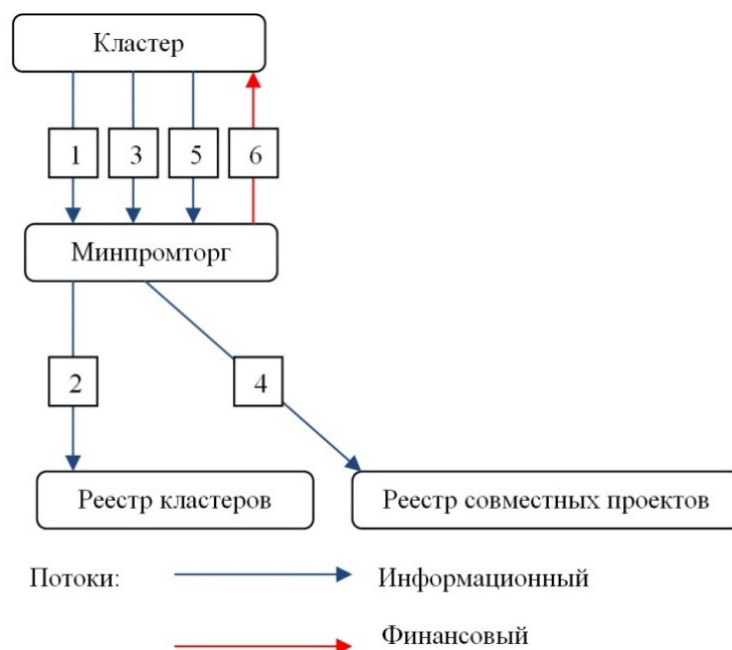 Кластер
1 3 5 6
Минпромторг
2 4
Реестр кластеров Реестр совместных проектов
Потоки: Информационный
Финансовый